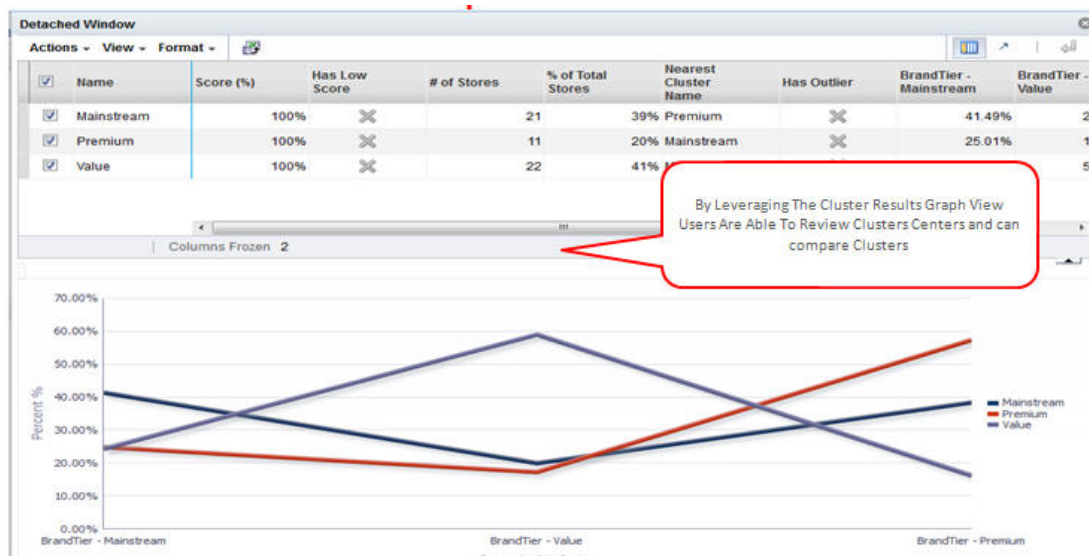 Detached Window
Actions View Format
Name Score (%) Has Low Score # of Stores % of Total Stores Nearest Cluster Name Has Outlier BrandTier - Mainstream BrandTier - Value
Mainstream 100% 21 39% Premium 41.49% 2
Premium 100% 11 20% Mainstream 25.01% 1
Value 100% 22 41% 5
By Leveraging The Cluster Results Graph View
Users Are Able To Review Clusters Centers and can
compare Clusters
Columns Frozen 2
70.00%
60.00%
50.00%
40.00%
30.00%
20.00%
10.00%
0.00%
Percent %
Mainstream
Premium
Value
BrandTier - Mainstream BrandTier - Value BrandTier - Premium